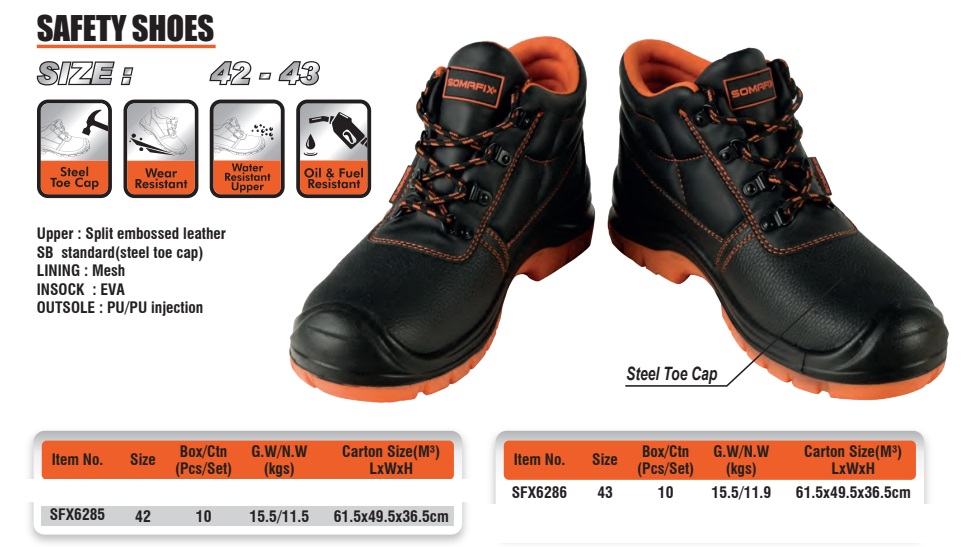 SAFETY SHOES
SIZE : 42 - 43
Steel
Toe Cap
Wear
Resistant
Water
Resistant
Upper
Oil & Fuel
Resistant
SOMAFIX
SOMAFIX
Upper : Split embossed leather
SB standard(steel toe cap)
LINING : Mesh
INSOCK : EVA
OUTSOLE : PU/PU injection
Steel Toe Cap
Item No. Size Box/Ctn (Pcs/Set) G.W/N.W (kgs) Carton Size(M³) LxWxH
SFX6285 42 10 15.5/11.5 61.5x49.5x36.5cm
Item No. Size Box/Ctn (Pcs/Set) G.W/N.W (kgs) Carton Size(M³) LxWxH
SFX6286 43 10 15.5/11.9 61.5x49.5x36.5cm